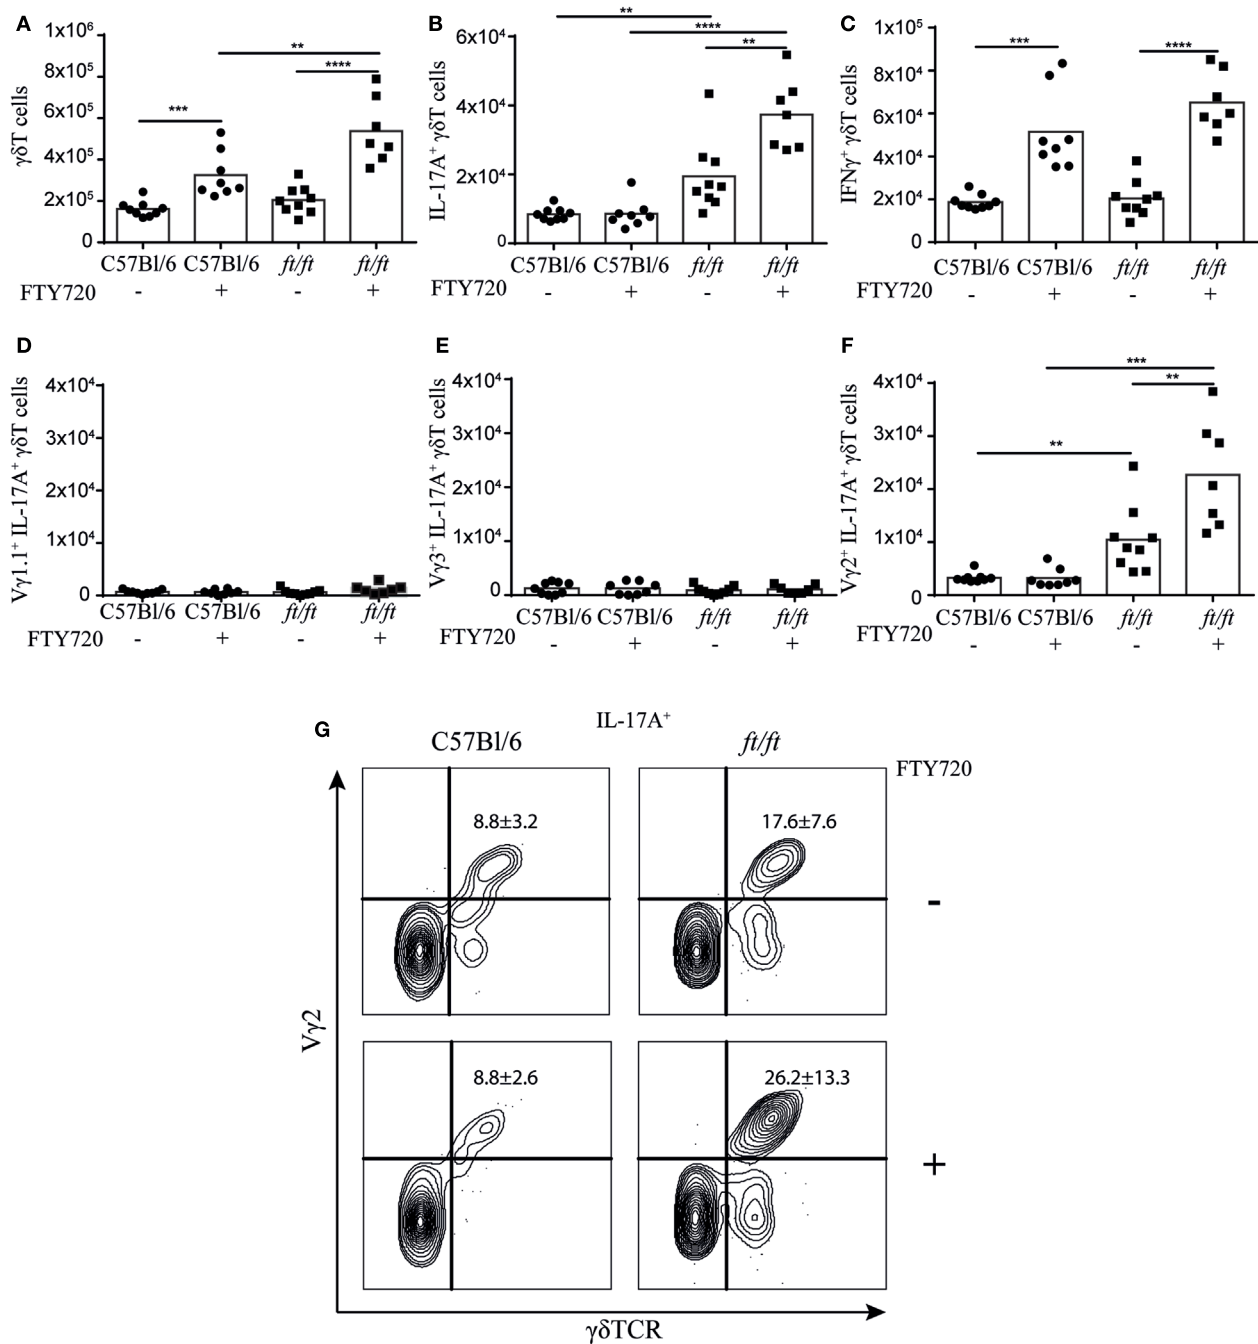 A
γδT cells
1x10⁶
8x10⁵
6x10⁵
4x10⁵
2x10⁵
0
***
**
****
C57Bl/6 C57Bl/6 ft/ft ft/ft
FTY720 - + - +
B
IL-17A⁺ γδT cells
6x10⁴
4x10⁴
2x10⁴
0
**
****
**
C57Bl/6 C57Bl/6 ft/ft ft/ft
FTY720 - + - +
C
IFNγ⁺ γδT cells
1x10⁵
8x10⁴
6x10⁴
4x10⁴
2x10⁴
0
***
****
C57Bl/6 C57Bl/6 ft/ft ft/ft
FTY720 - + - +
D
Vγ1.1⁺ IL-17A⁺ γδT cells
4x10⁴
3x10⁴
2x10⁴
1x10⁴
0
C57Bl/6 C57Bl/6 ft/ft ft/ft
FTY720 - + - +
E
Vγ3⁺ IL-17A⁺ γδT cells
4x10⁴
3x10⁴
2x10⁴
1x10⁴
0
C57Bl/6 C57Bl/6 ft/ft ft/ft
FTY720 - + - +
F
Vγ2⁺ IL-17A⁺ γδT cells
4x10⁴
3x10⁴
2x10⁴
1x10⁴
0
***
**
**
C57Bl/6 C57Bl/6 ft/ft ft/ft
FTY720 - + - +
G
IL-17A⁺
C57Bl/6 ft/ft
FTY720
8.8±3.2 17.6±7.6
-
8.8±2.6 26.2±13.3
+
Vγ2
γδTCR